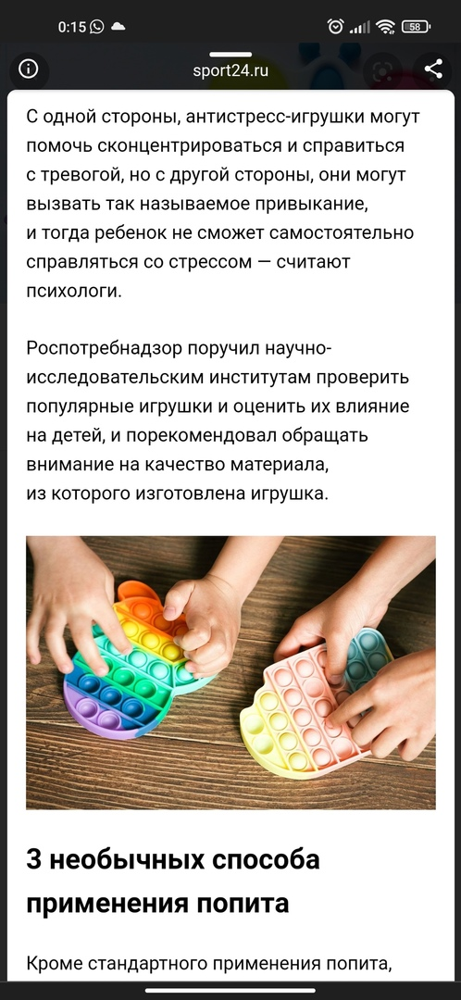 0:15
58
sport24.ru
С одной стороны, антистресс-игрушки могут
помочь сконцентрироваться и справиться
с тревогой, но с другой стороны, они могут
вызвать так называемое привыкание,
и тогда ребенок не сможет самостоятельно
справляться со стрессом — считают
психологи.
Роспотребнадзор поручил научно-
исследовательским институтам проверить
популярные игрушки и оценить их влияние
на детей, и порекомендовал обращать
внимание на качество материала,
из которого изготовлена игрушка.
3 необычных способа
применения попита
Кроме стандартного применения попита,